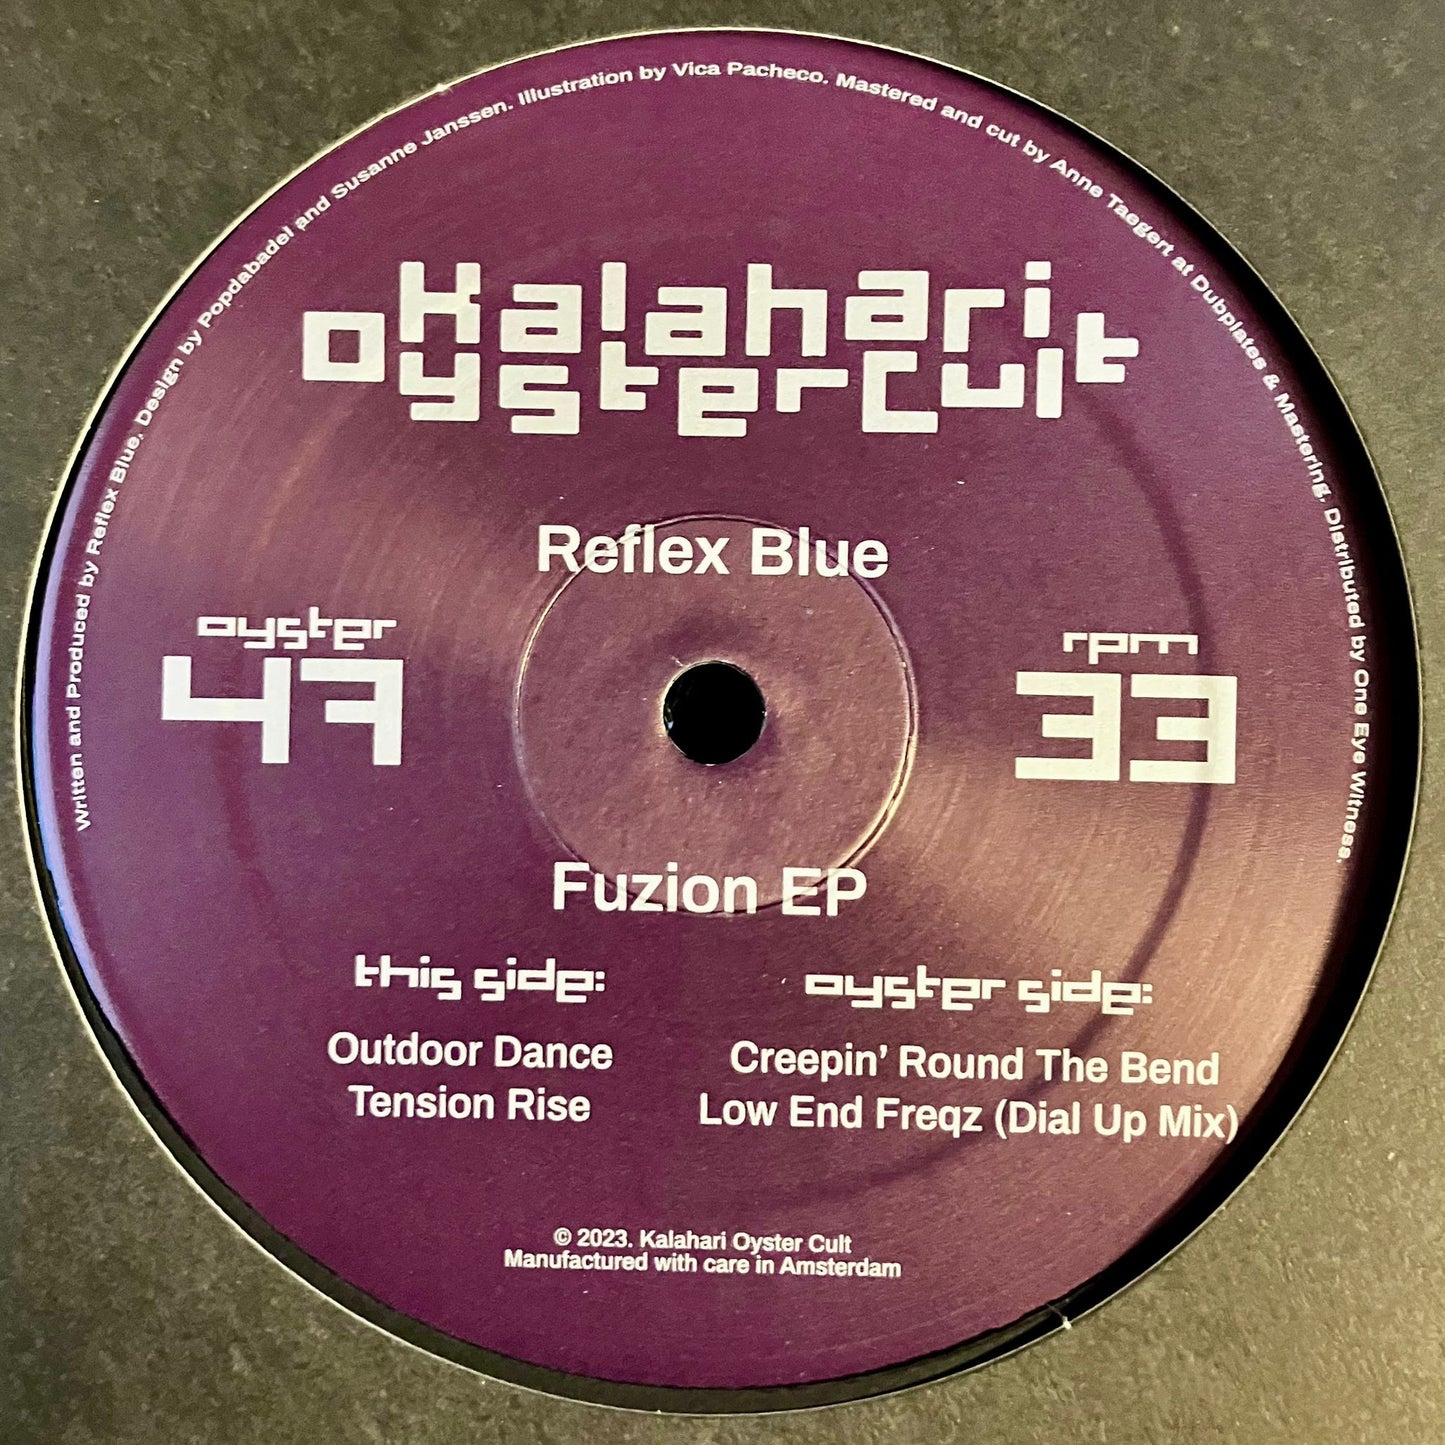 Written and Produced by Reflex Blue. Design by Popdabadel and Susanne Janssen. Illustration by Vica Pacheco. Mastered and cut by Anne Taegert at Dubplates & Mastering. Distributed by One Eye Witness.
Kalahari
OysterCult
Reflex Blue
oyster
47
rpm
33
Fuzion EP
this side:
Outdoor Dance
Tension Rise
oyster side:
Creepin’ Round The Bend
Low End Freqz (Dial Up Mix)
© 2023. Kalahari Oyster Cult
Manufactured with care in Amsterdam